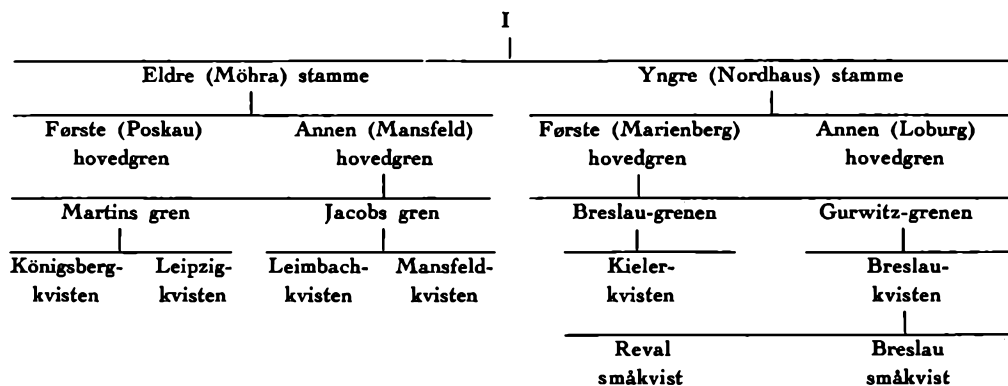 I
Eldre (Möhra) stamme Yngre (Nordhaus) stamme
Første (Poskau) Annen (Mansfeld) Første (Marienberg) Annen (Loburg)
hovedgren hovedgren hovedgren hovedgren
Martins gren Jacobs gren Breslau-grenen Gurwitz-grenen
Königsberg- Leipzig- Leimbach- Mansfeld- Kieler- Breslau-
kvisten kvisten kvisten kvisten kvisten kvisten
Reval Breslau
småkvist småkvist